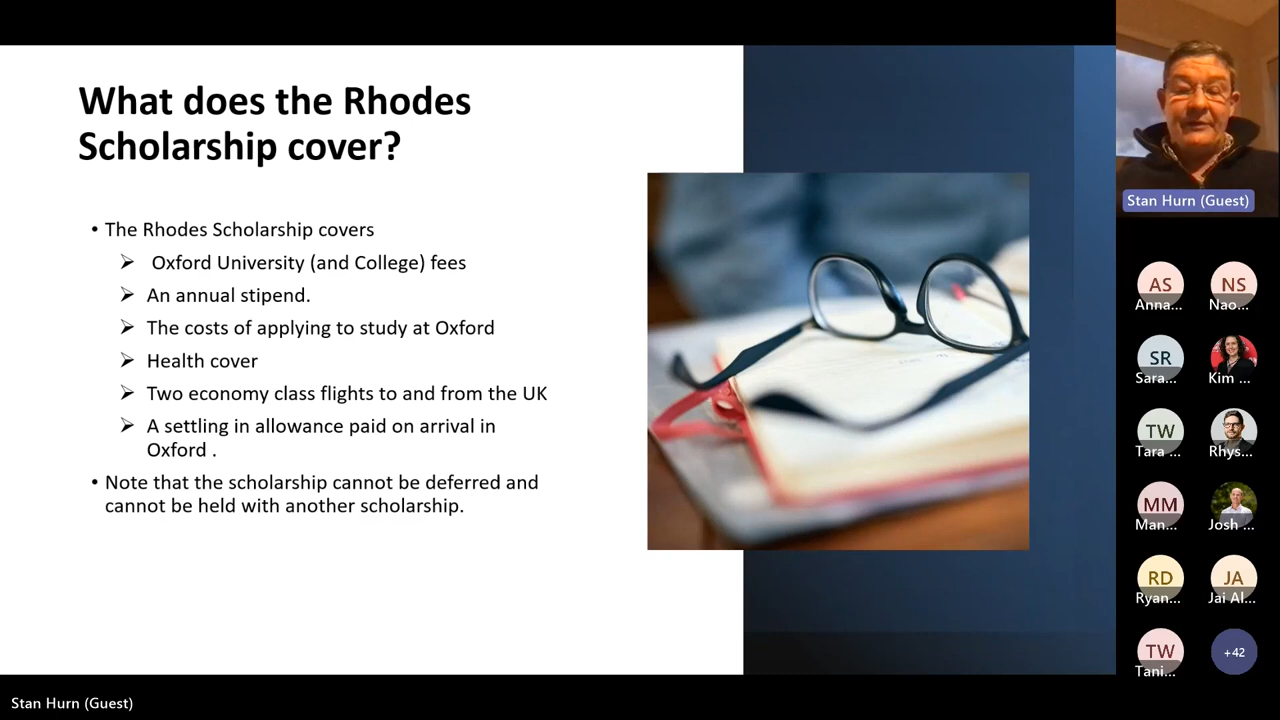 What does the Rhodes
Scholarship cover?
• The Rhodes Scholarship covers
➢ Oxford University (and College) fees
➢ An annual stipend.
➢ The costs of applying to study at Oxford
➢ Health cover
➢ Two economy class flights to and from the UK
➢ A settling in allowance paid on arrival in
Oxford .
• Note that the scholarship cannot be deferred and
cannot be held with another scholarship.
Stan Hurn (Guest)
AS
Anna...
NS
Nao...
SR
Sara...
Kim ...
TW
Tara ...
Rhys...
MM
Man...
Josh ...
RD
Ryan...
JA
Jai Al...
TW
Tani...
+42
Stan Hurn (Guest)